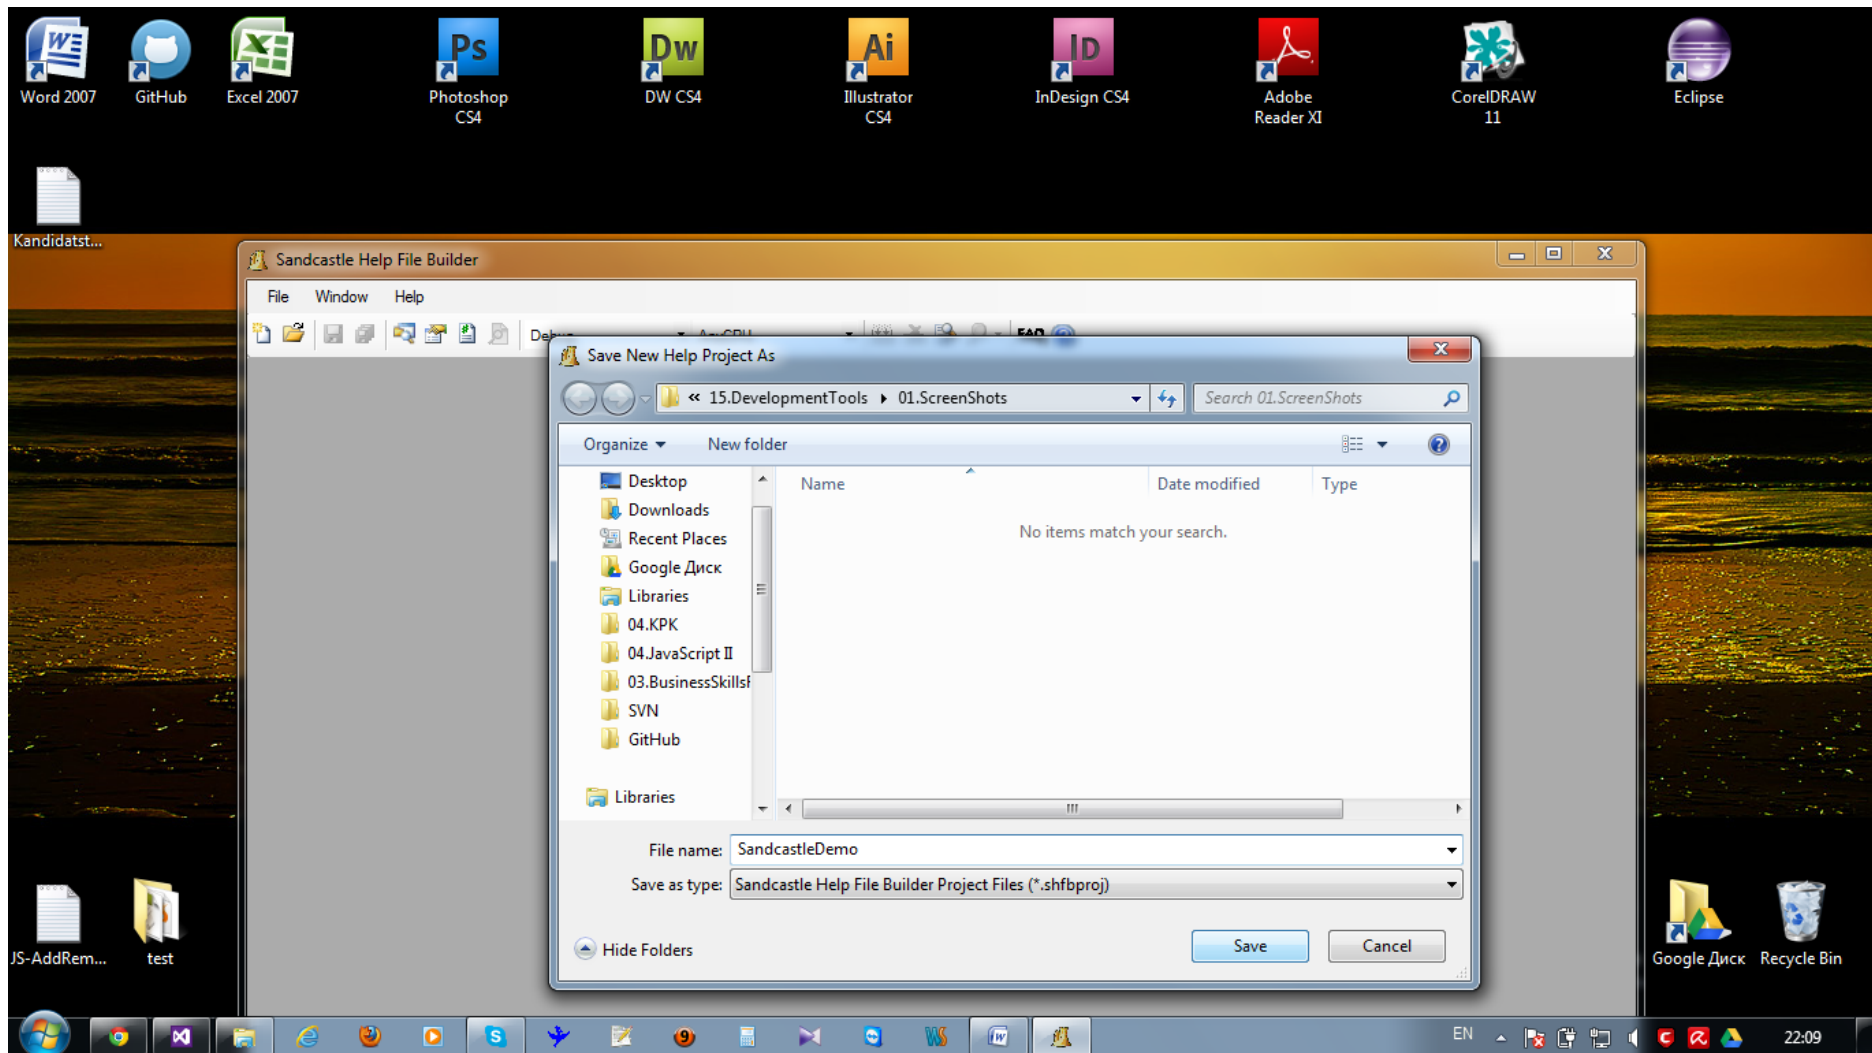 Ps
Dw
Ai
ID
Word 2007
GitHub
Excel 2007
Photoshop
CS4
DW CS4
Illustrator
CS4
InDesign CS4
Adobe
Reader XI
CorelDRAW
11
Eclipse
Kandidatst...
Sandcastle Help File Builder
File Window Help
Save New Help Project As
« 15.DevelopmentTools 01.ScreenShots
Search 01.ScreenShots
Organize New folder
Name Date modified Type
No items match your search.
Desktop
Downloads
Recent Places
Google Диск
Libraries
04.KPK
04.JavaScript II
03.BusinessSkills
SVN
GitHub
Libraries
File name: SandcastleDemo
Save as type: Sandcastle Help File Builder Project Files (*.shfbproj)
Hide Folders
Save Cancel
JS-AddRem...
test
Google Диск
Recycle Bin
EN 22:09